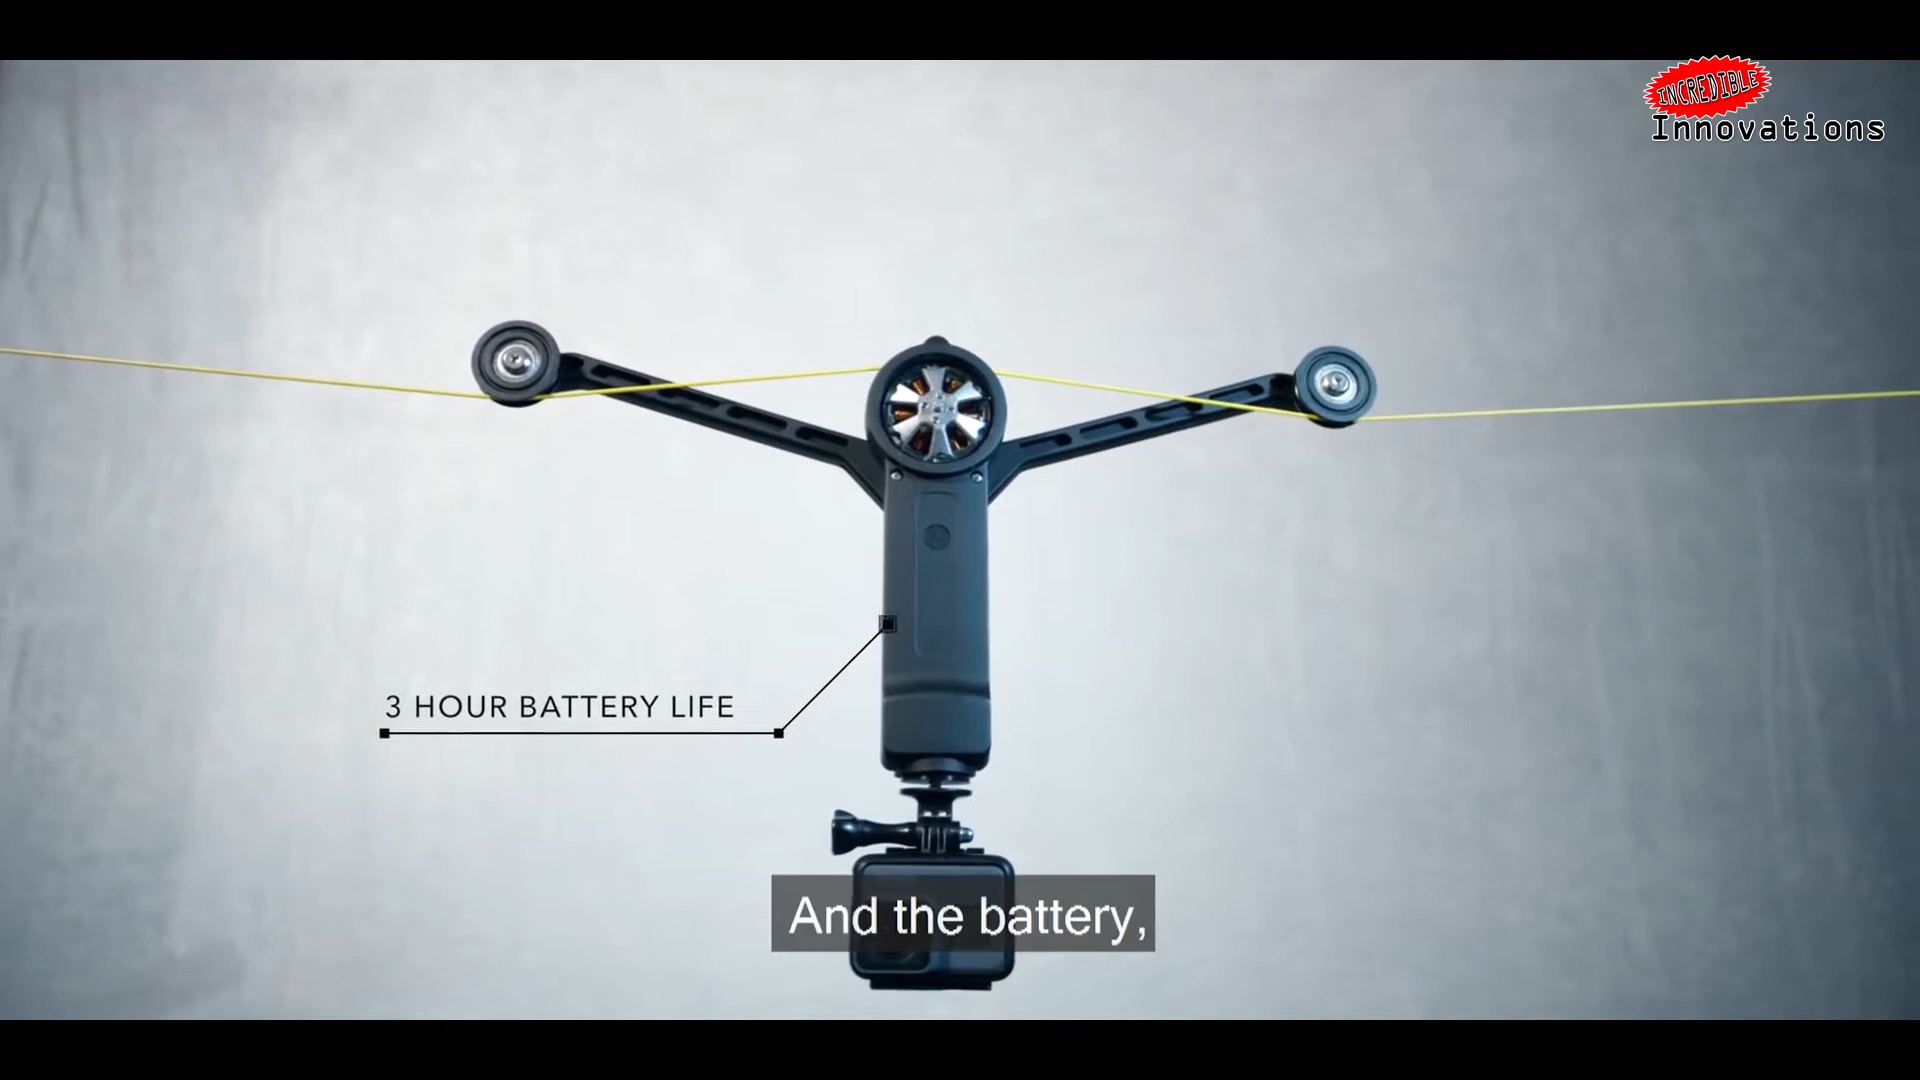 INCREDIBLE
Innovations
3 HOUR BATTERY LIFE
And the battery,